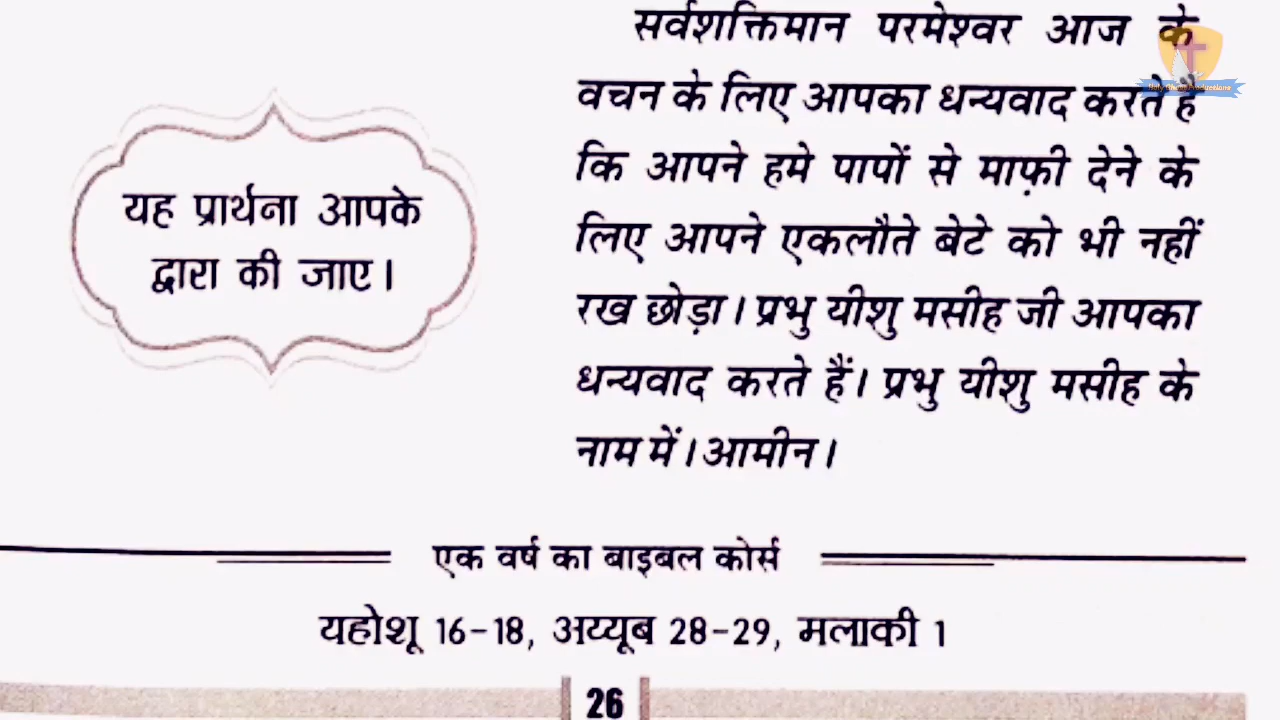 यह प्रार्थना आपके
द्वारा की जाए।
सर्वशक्तिमान परमेश्वर आज के
वचन के लिए आपका धन्यवाद करते है
कि आपने हमे पापों से माफ़ी देने के
लिए आपने एकलौते बेटे को भी नहीं
रख छोड़ा। प्रभु यीशु मसीह जी आपका
धन्यवाद करते हैं। प्रभु यीशु मसीह के
नाम में। आमीन।
एक वर्ष का बाइबल कोर्स
यहोशू 16-18, अय्यूब 28-29, मलाकी 1
26